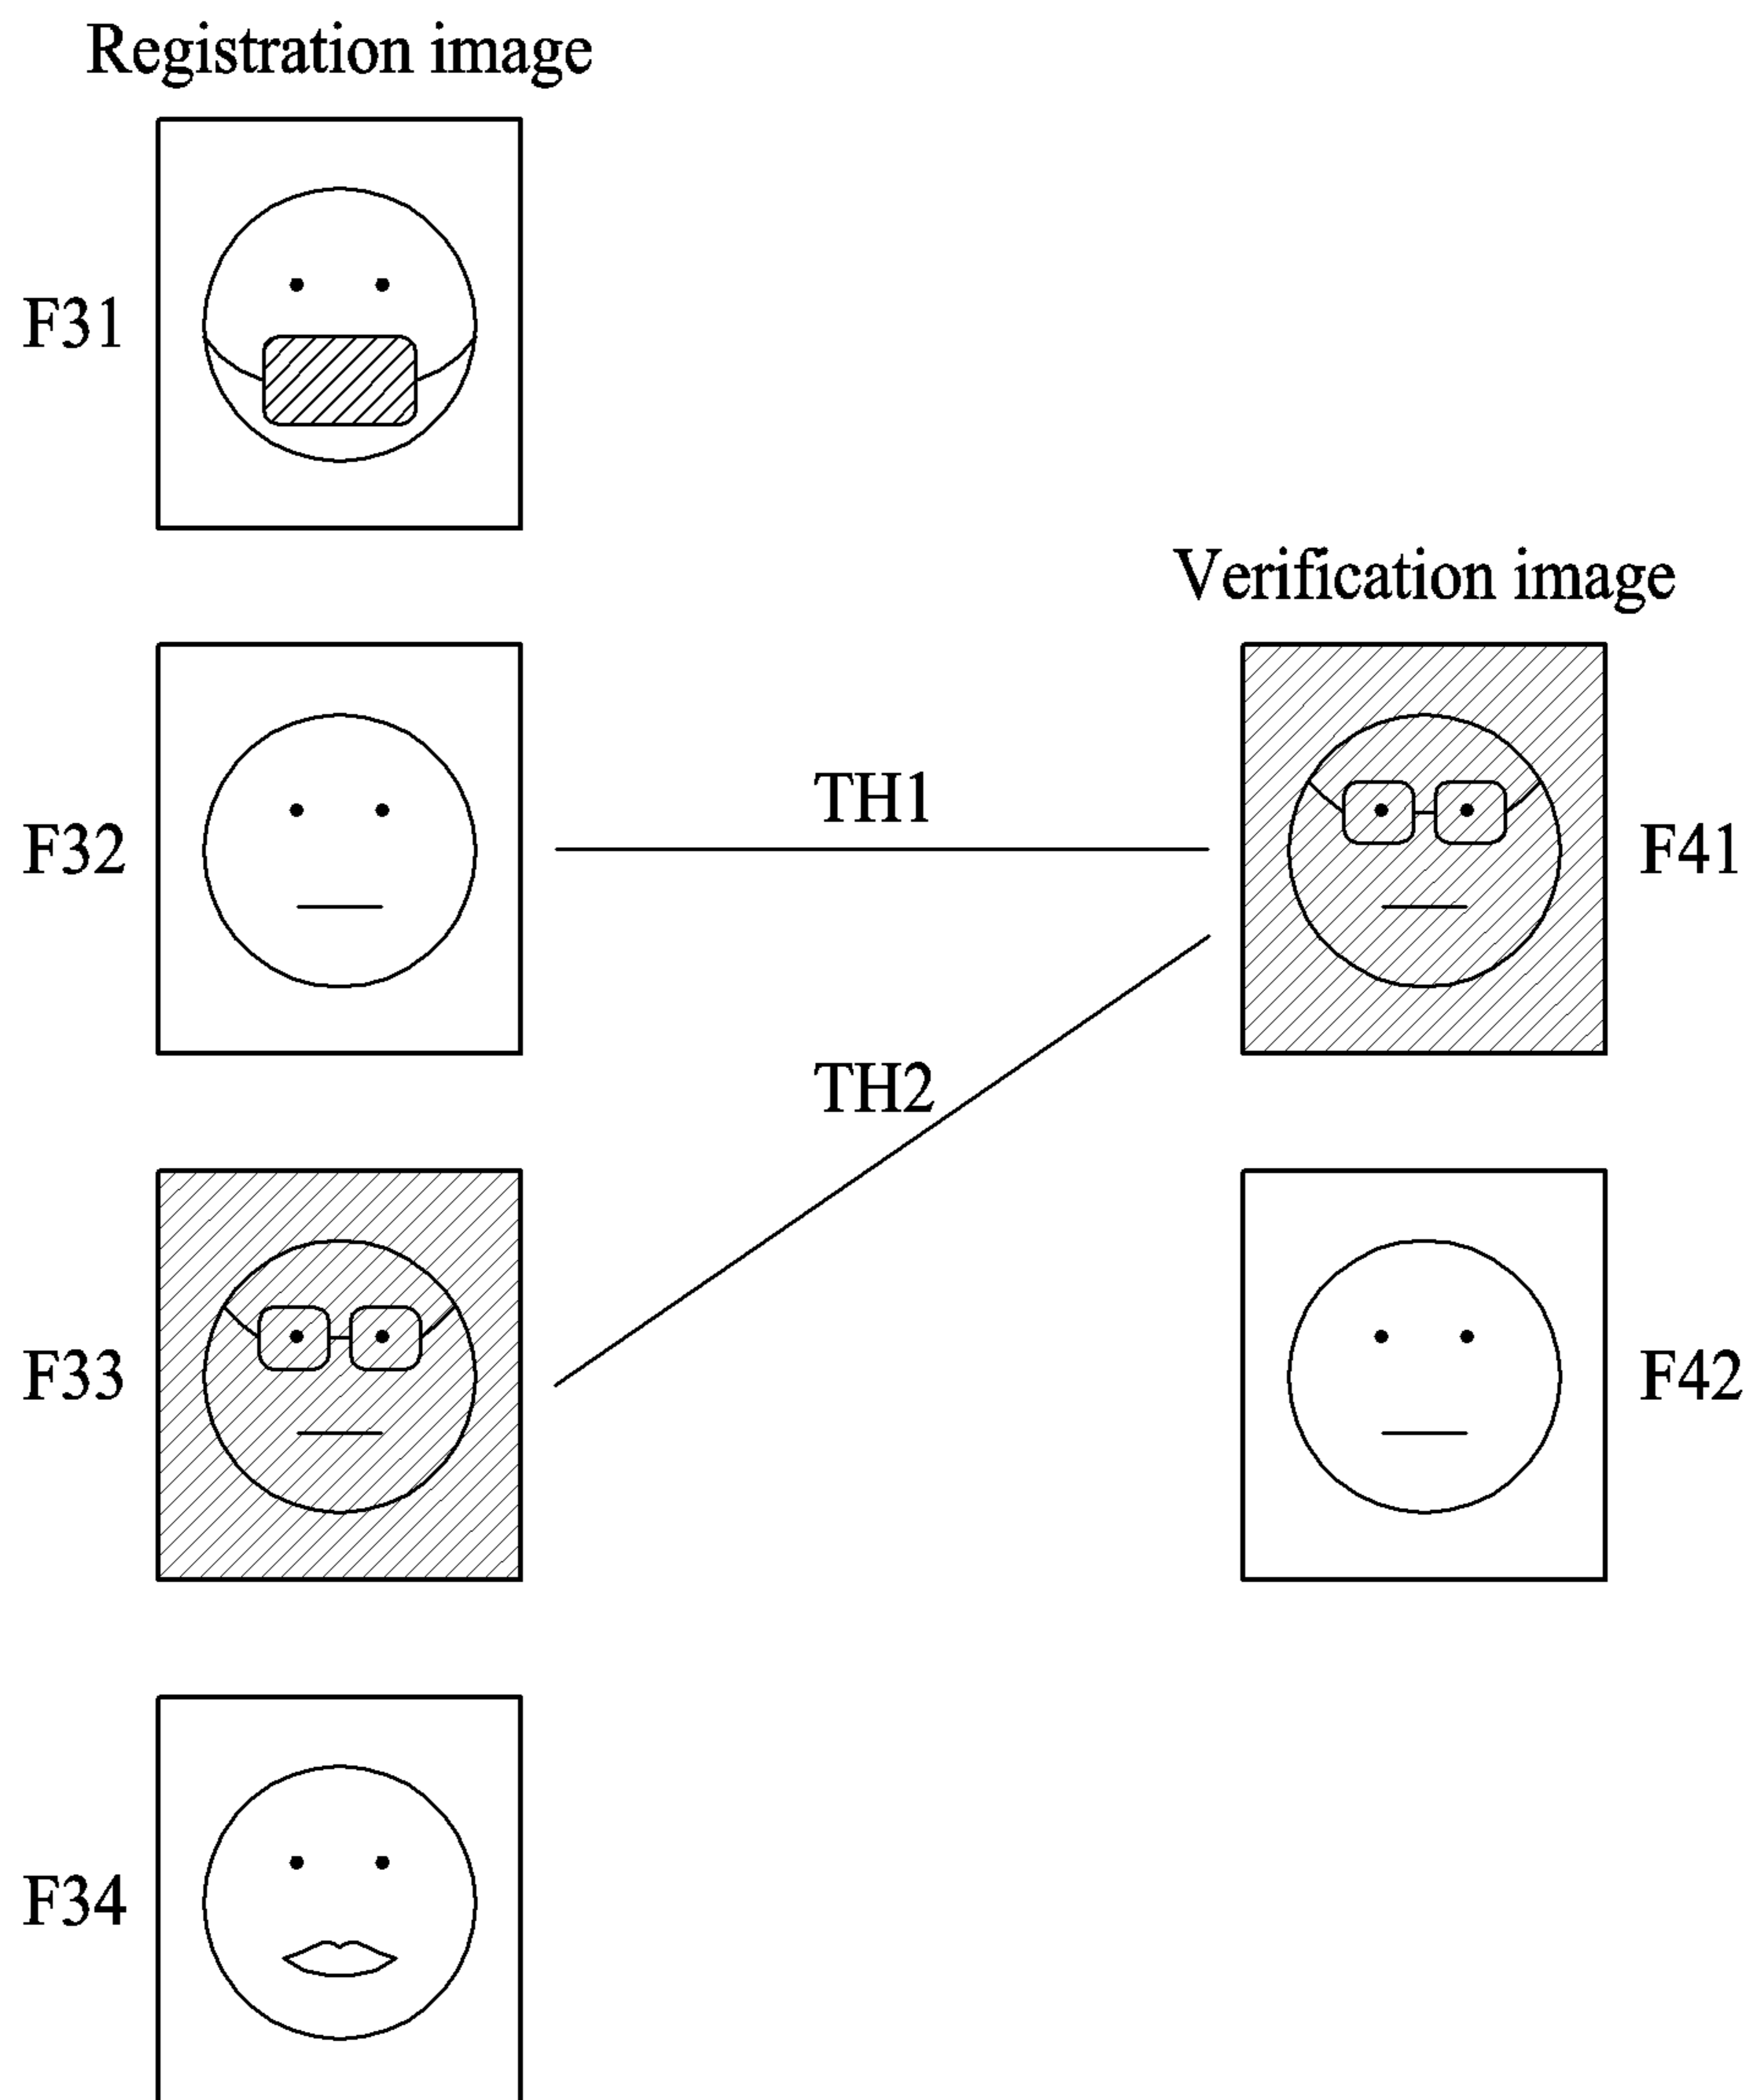 Registration image
F31
Verification image
F32
TH1
F41
TH2
F33
F42
F34